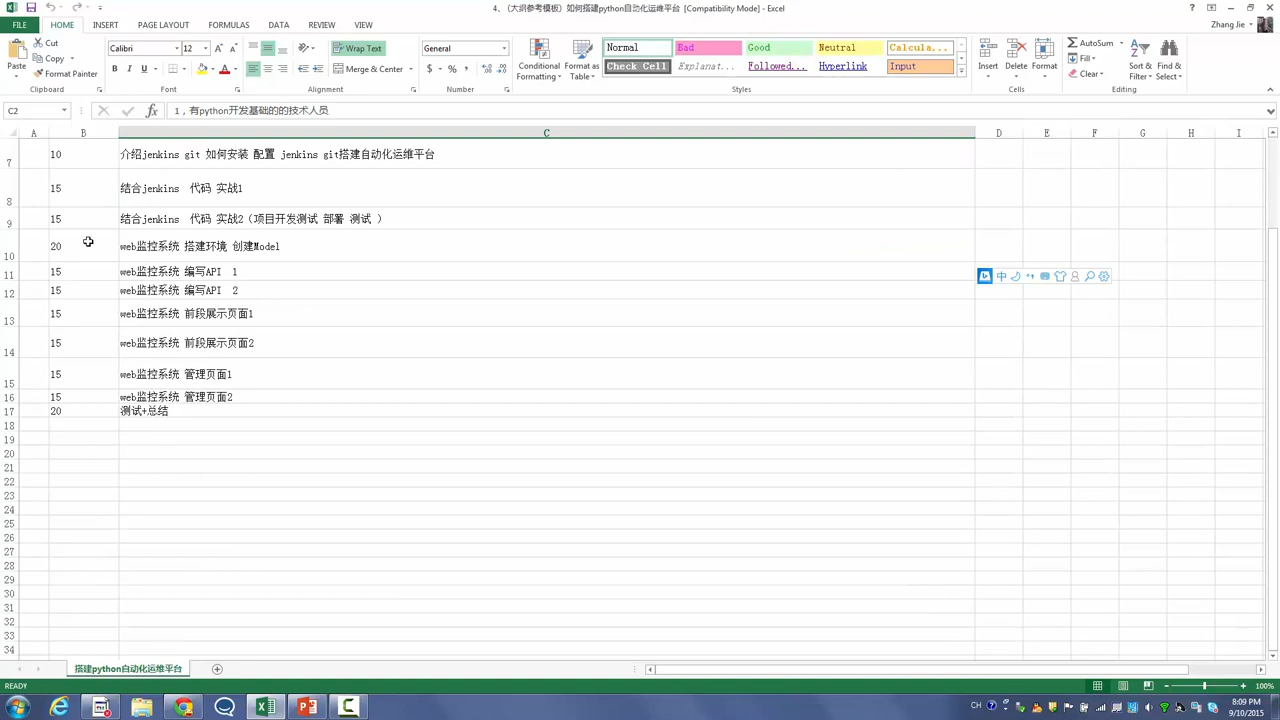 4、（大纲参考模板）如何搭建python自动化运维平台 [Compatibility Mode] - Excel
FILE HOME INSERT PAGE LAYOUT FORMULAS DATA REVIEW VIEW Zhang Jie
Cut Calibri 12 Wrap Text General Normal Bad Good Neutral Calcula... AutoSum
Copy Fill
Paste Format Painter Merge & Center Conditional Formatting Format as Table Check Cell Explanat... Followed... Hyperlink Input Insert Delete Format Clear Sort & Filter Find & Select
Clipboard Font Alignment Number Styles Cells Editing
C2 1，有python开发基础的的技术人员
A B C D E F G H I
7 10 介绍jenkins git 如何安装 配置 jenkins git搭建自动化运维平台
8 15 结合jenkins 代码 实战1
9 15 结合jenkins 代码 实战2（项目开发测试 部署 测试 ）
10 20 web监控系统 搭建环境 创建Model
11 15 web监控系统 编写API 1
12 15 web监控系统 编写API 2
13 15 web监控系统 前段展示页面1
14 15 web监控系统 前段展示页面2
15 15 web监控系统 管理页面1
16 15 web监控系统 管理页面2
17 20 测试+总结
18
19
20
21
22
23
24
25
26
27
28
29
30
31
32
33
34
中
搭建python自动化运维平台
READY 100%
CH 8:09 PM
9/10/2015